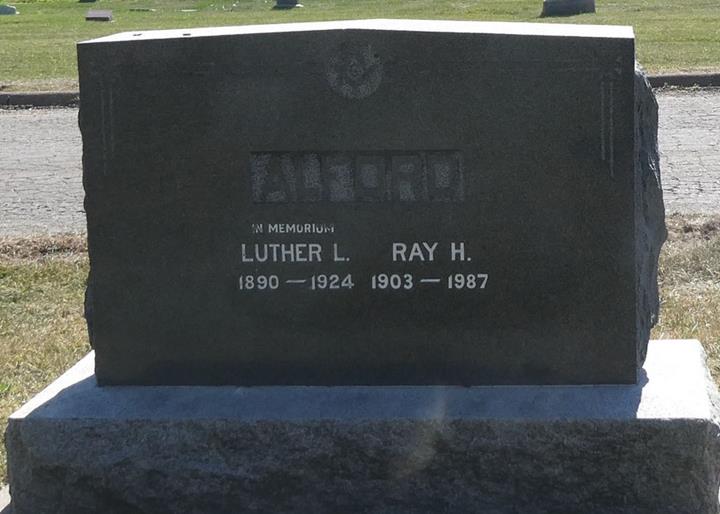 ALFORD
IN MEMORIUM
LUTHER L. RAY H.
1890 — 1924 1903 — 1987